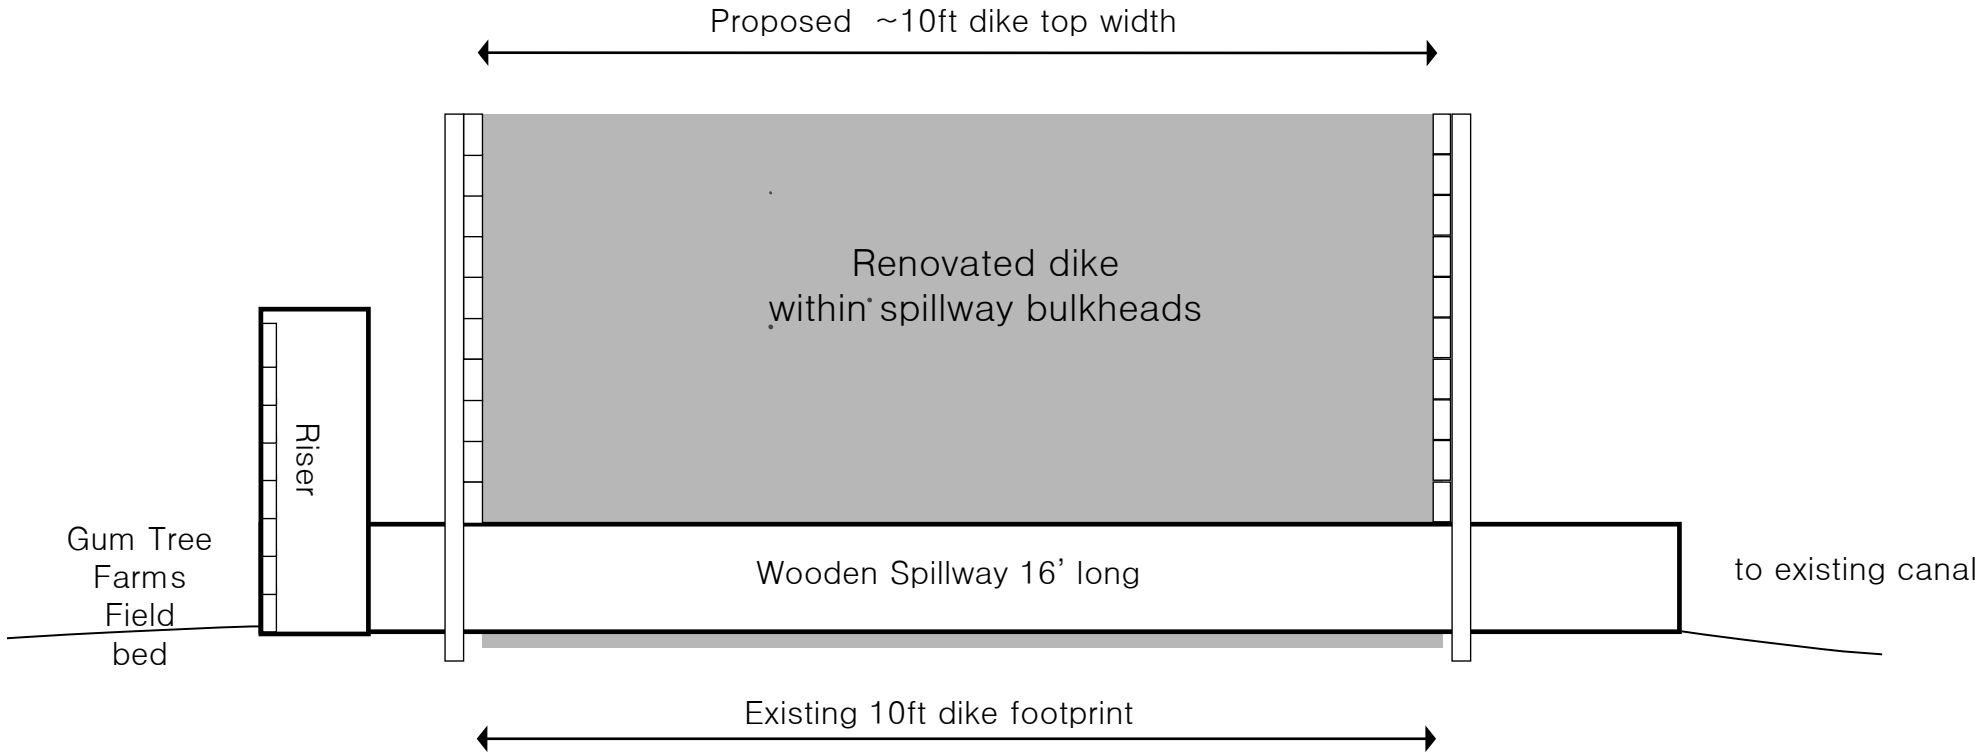 Proposed ~10ft dike top width
Renovated dike
within spillway bulkheads
Riser
Gum Tree
Farms
Field
bed
Wooden Spillway 16’ long
to existing canal
Existing 10ft dike footprint